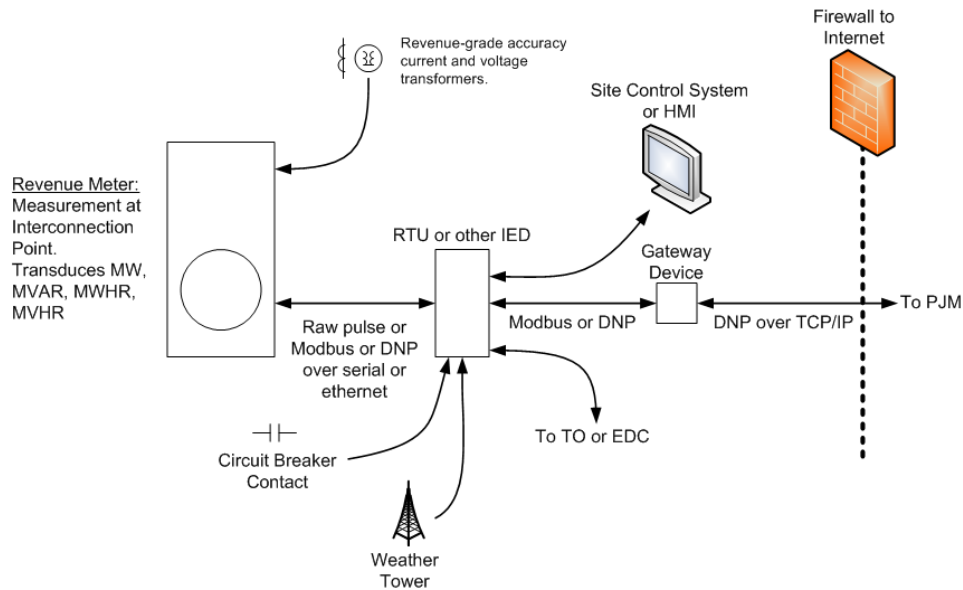 Firewall to
Internet
Revenue-grade accuracy
current and voltage
transformers.
Site Control System
or HMI
Revenue Meter:
Measurement at
Interconnection
Point.
Transduces MW,
MVAR, MWHR,
MVHR
RTU or other IED
Gateway
Device
Raw pulse or
Modbus or DNP
over serial or
ethernet
Modbus or DNP
DNP over TCP/IP
To PJM
To TO or EDC
Circuit Breaker
Contact
Weather
Tower